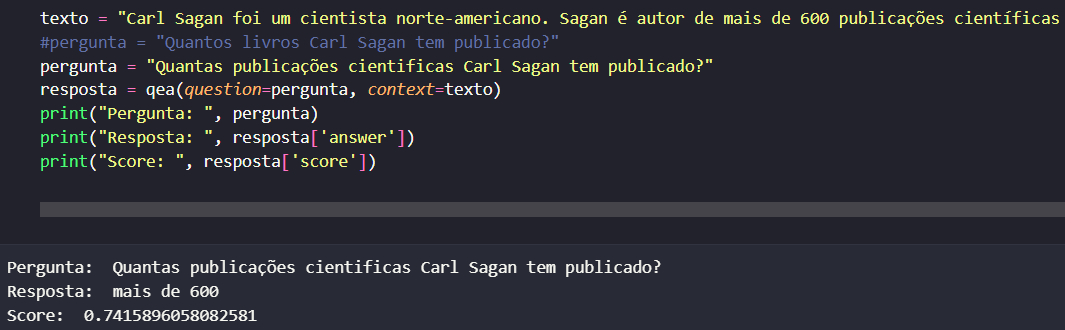 texto = "Carl Sagan foi um cientista norte-americano. Sagan é autor de mais de 600 publicações científicas
#pergunta = "Quantos livros Carl Sagan tem publicado?"
pergunta = "Quantas publicações cientificas Carl Sagan tem publicado?"
resposta = qea(question=pergunta, context=texto)
print("Pergunta: ", pergunta)
print("Resposta: ", resposta['answer'])
print("Score: ", resposta['score'])
Pergunta:  Quantas publicações cientificas Carl Sagan tem publicado?
Resposta:  mais de 600
Score:  0.7415896058082581